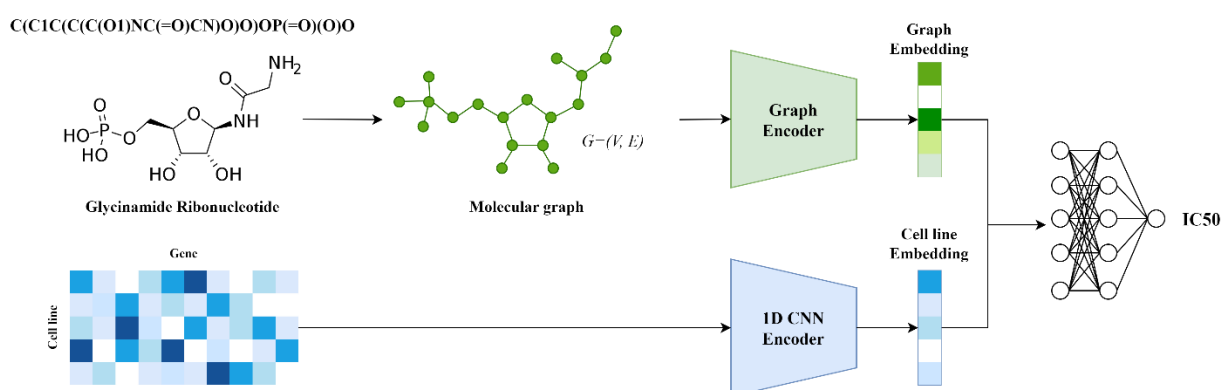 C(C1C(C(C(O1)NC(=O)CN)O)O)OP(=O)(O)O
NH2
O
O
O
NH
HO
P
O
OH
HO
OH
Glycinamide Ribonucleotide
G=(V, E)
Molecular graph
Graph
Encoder
Graph
Embedding
Gene
Cell line
1D CNN
Encoder
Cell line
Embedding
IC50